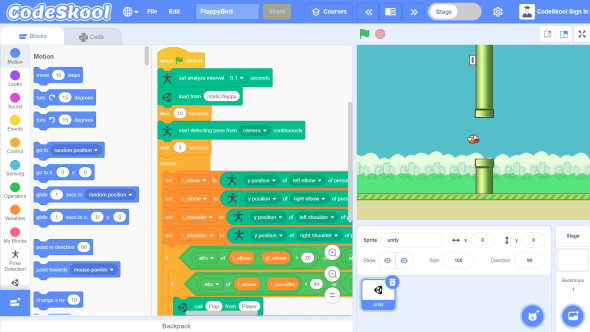 CodeSkool File Edit FlappyBird Share Courses Stage CodeSkool Sign In
Blocks Code
Motion
Looks
Sound
Events
Control
Sensing
Operators
Variables
My Blocks
Pose Detection
Motion
move 10 steps
turn 15 degrees
turn 15 degrees
go to random position
go to x: 0 y: 0
glide 1 secs to random position
glide 1 secs to x: 0 y: 0
point in direction 90
point towards mouse-pointer
change x by 10
when clicked
set analyze interval 0.1 seconds
load from /static/flappy
wait 10 seconds
start detecting pose from camera continuously
wait 3 seconds
forever
set l_elbow to y position of left elbow of person
set r_elbow to y position of right elbow of person
set l_shoulder to y position of left shoulder of
set r_shoulder to y position of right shoulder of
if abs of l_elbow - r_elbow > 20
if abs of l_elbow - l_shoulder < 40
call Flap from Player
Backpack
0
Sprite unity x 0 y 0
Show Size 100 Direction 90
unity
Stage
Backdrops
1